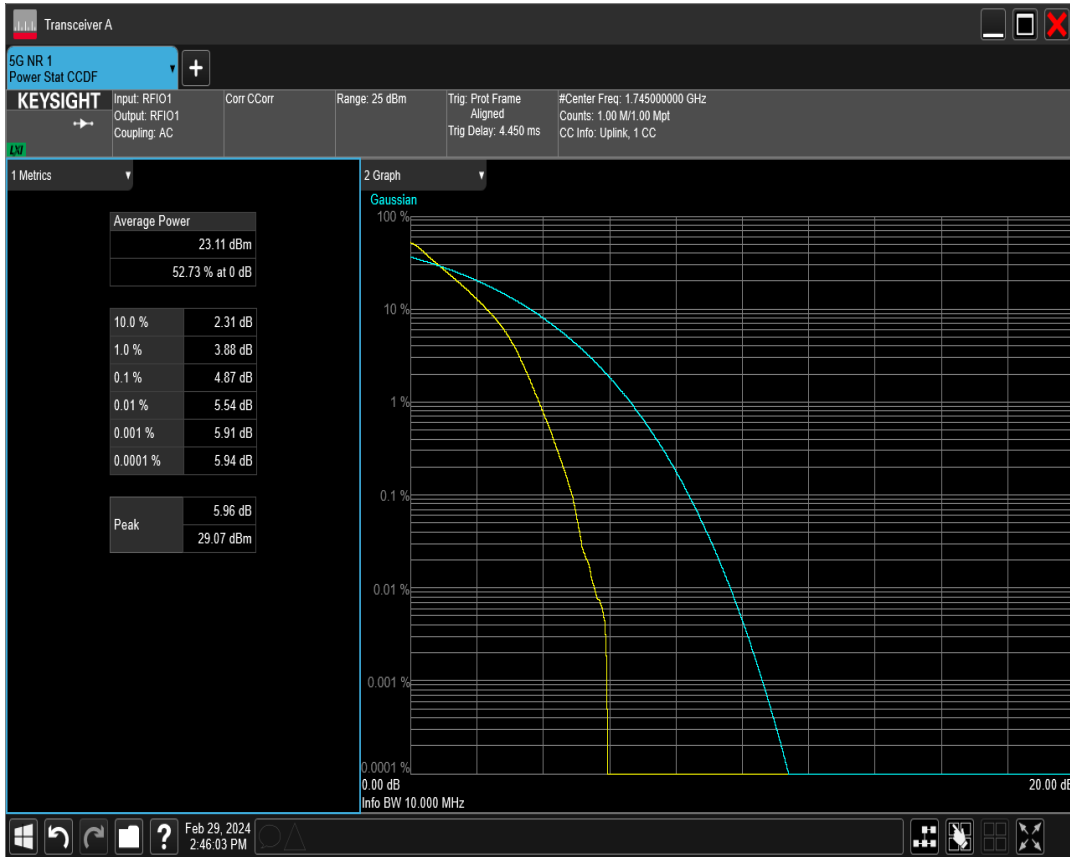 Transceiver A
5G NR 1
Power Stat CCDF
+
KEYSIGHT
LXI
Input: RFIO1
Output: RFIO1
Coupling: AC
Corr CCorr
Range: 25 dBm
Trig: Prot Frame
Aligned
Trig Delay: 4.450 ms
#Center Freq: 1.745000000 GHz
Counts: 1.00 M/1.00 Mpt
CC Info: Uplink, 1 CC
1 Metrics
Average Power
23.11 dBm
52.73 % at 0 dB
10.0 % 2.31 dB
1.0 % 3.88 dB
0.1 % 4.87 dB
0.01 % 5.54 dB
0.001 % 5.91 dB
0.0001 % 5.94 dB
Peak 5.96 dB
29.07 dBm
2 Graph
Gaussian
100 %
10 %
1 %
0.1 %
0.01 %
0.001 %
0.0001 %
0.00 dB 20.00 dB
Info BW 10.000 MHz
?
Feb 29, 2024
2:46:03 PM